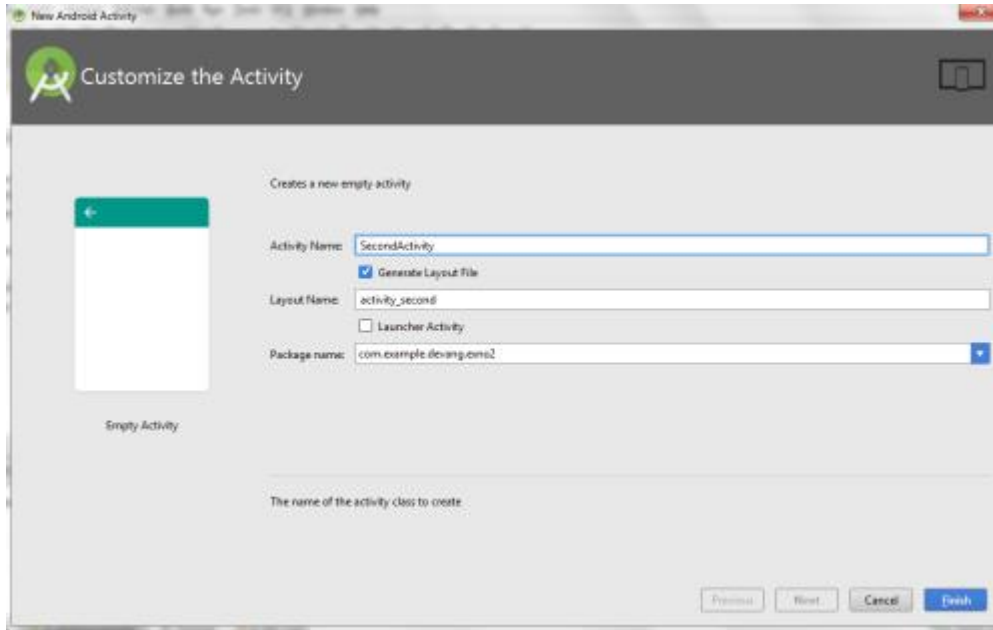 New Android Activity
Customize the Activity
Creates a new empty activity
Activity Name: SecondActivity
Generate Layout File
Layout Name: activity_second
Launcher Activity
Package name: com.example.devang.exno2
Empty Activity
The name of the activity class to create
Previous Next Cancel Finish